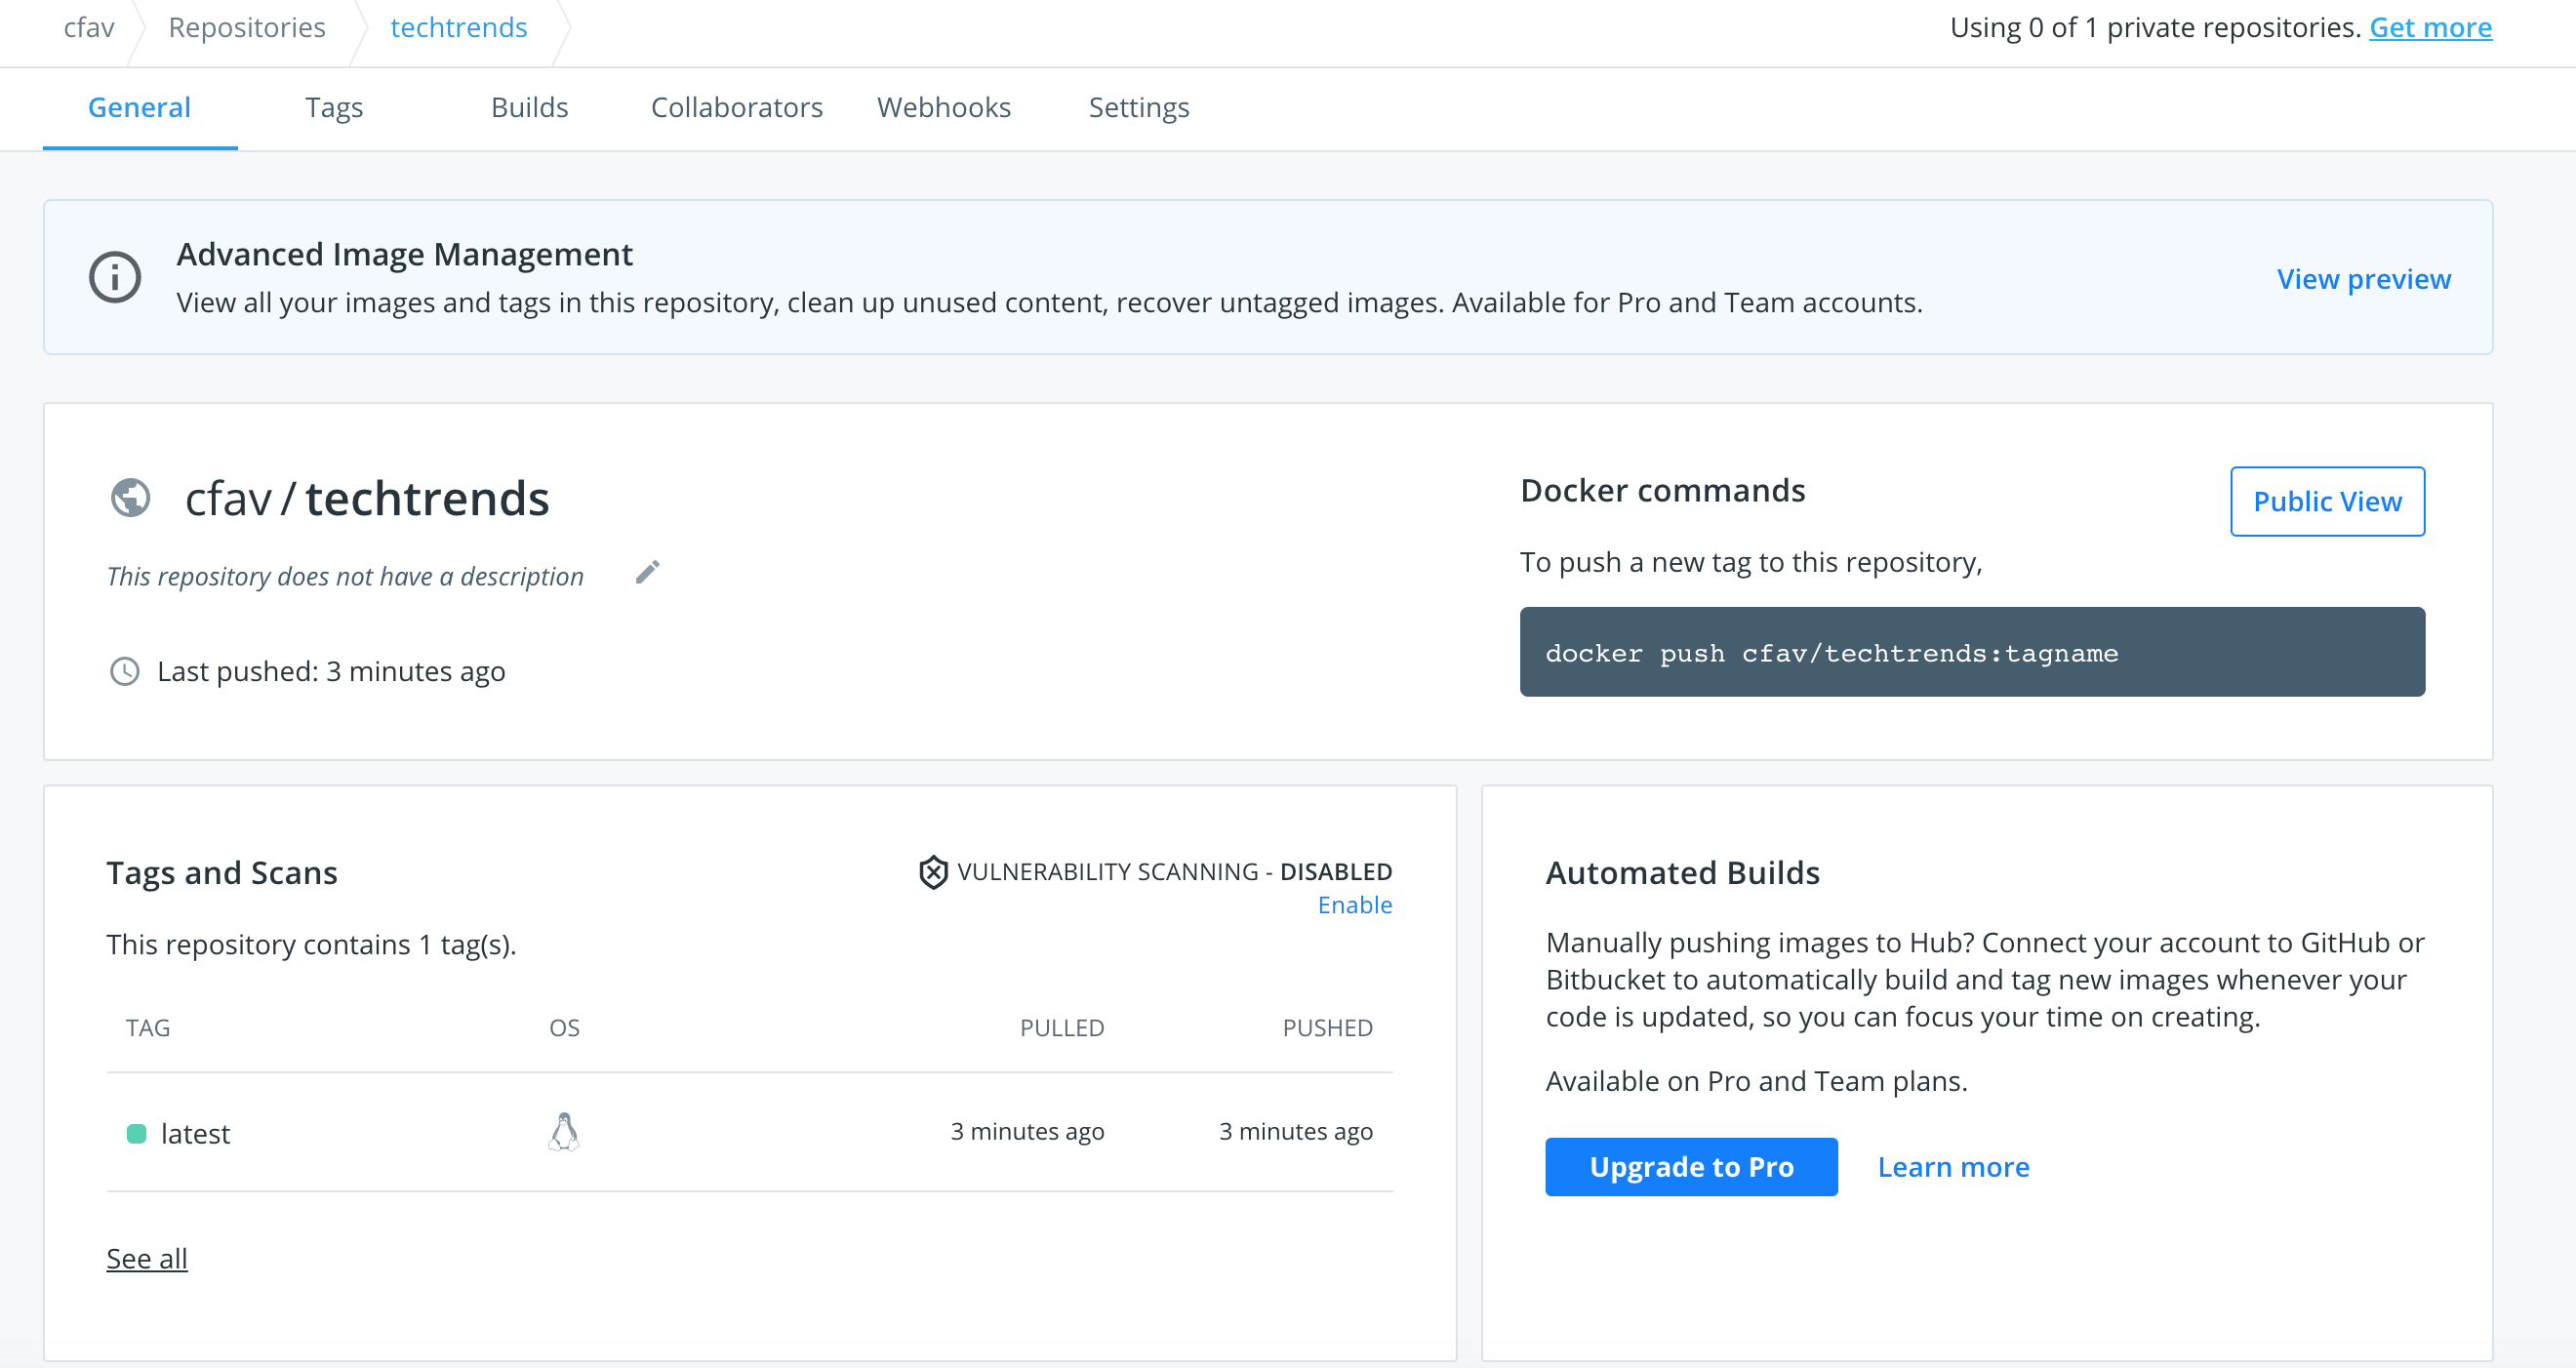 cfav Repositories techtrends Using 0 of 1 private repositories. Get more
General Tags Builds Collaborators Webhooks Settings
Advanced Image Management
View all your images and tags in this repository, clean up unused content, recover untagged images. Available for Pro and Team accounts.
View preview
cfav / techtrends
This repository does not have a description
Last pushed: 3 minutes ago
Docker commands
Public View
To push a new tag to this repository,
docker push cfav/techtrends:tagname
Tags and Scans
VULNERABILITY SCANNING - DISABLED
Enable
This repository contains 1 tag(s).
TAG OS PULLED PUSHED
latest 3 minutes ago 3 minutes ago
See all
Automated Builds
Manually pushing images to Hub? Connect your account to GitHub or
Bitbucket to automatically build and tag new images whenever your
code is updated, so you can focus your time on creating.
Available on Pro and Team plans.
Upgrade to Pro Learn more